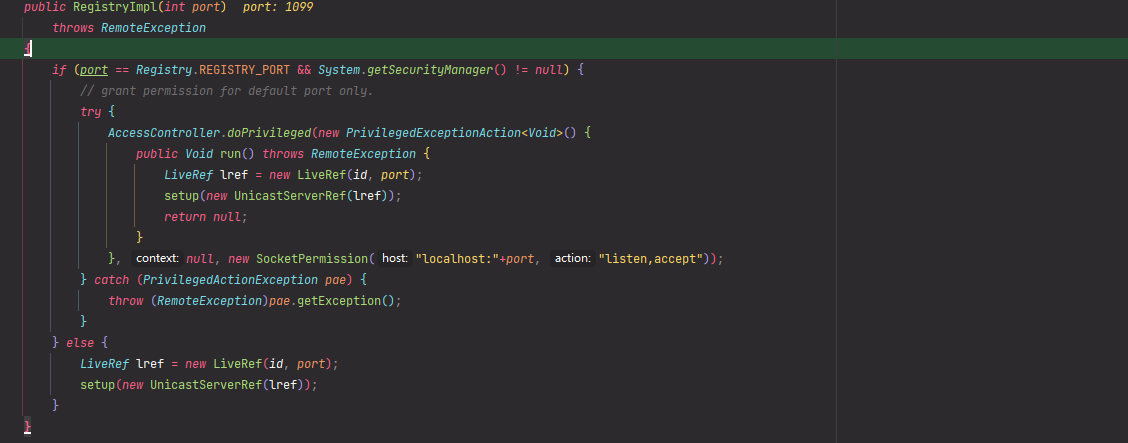 public RegistryImpl(int port)  port: 1099
    throws RemoteException
{
    if (port == Registry.REGISTRY_PORT && System.getSecurityManager() != null) {
        // grant permission for default port only.
        try {
            AccessController.doPrivileged(new PrivilegedExceptionAction<Void>() {
                public Void run() throws RemoteException {
                    LiveRef lref = new LiveRef(id, port);
                    setup(new UnicastServerRef(lref));
                    return null;
                }
            }, context: null, new SocketPermission( host: "localhost:"+port, action: "listen,accept"));
        } catch (PrivilegedActionException pae) {
            throw (RemoteException)pae.getException();
        }
    } else {
        LiveRef lref = new LiveRef(id, port);
        setup(new UnicastServerRef(lref));
    }
}